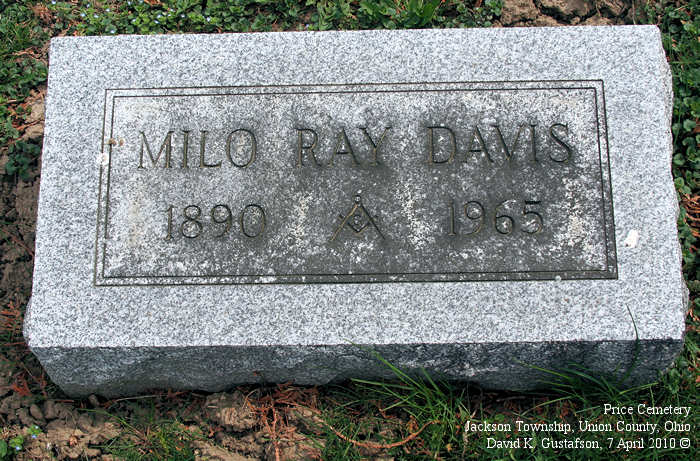 MILO RAY DAVIS
1890 1965
Price Cemetery
Jackson Township, Union County, Ohio
David K. Gustafson, 7 April 2010 ©